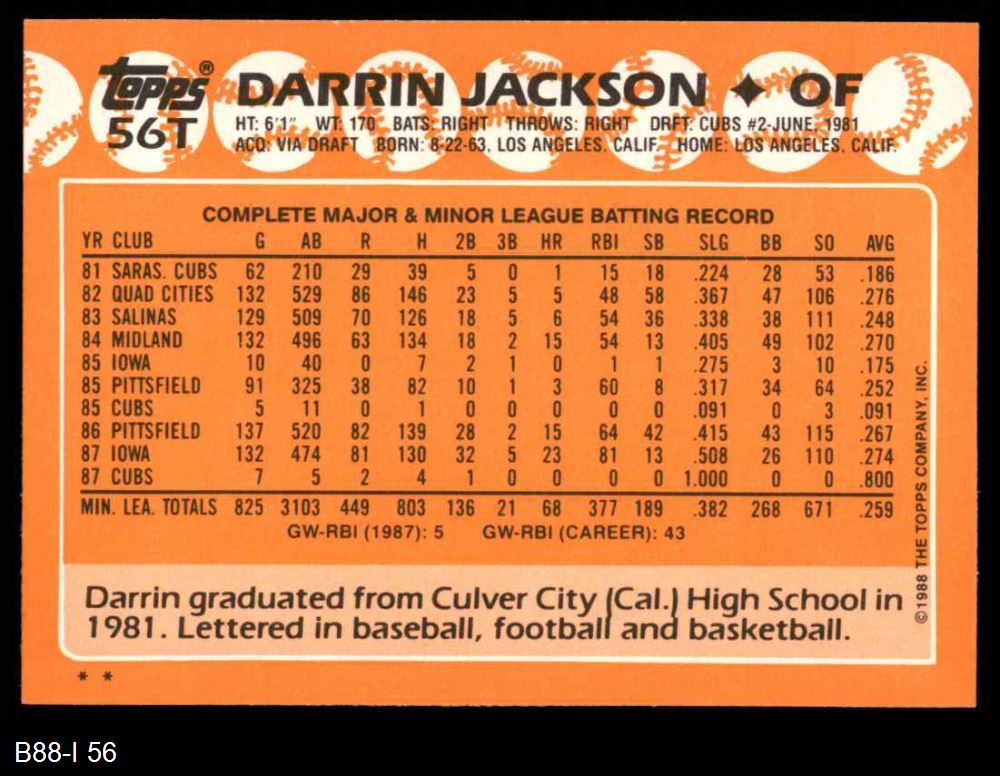 topps® DARRIN JACKSON ✦ OF
56T HT: 6'1" WT: 170 BATS: RIGHT THROWS: RIGHT DRFT: CUBS #2-JUNE, 1981
ACQ: VIA DRAFT BORN: 8-22-63, LOS ANGELES, CALIF. HOME: LOS ANGELES, CALIF.
COMPLETE MAJOR & MINOR LEAGUE BATTING RECORD
YR CLUB G AB R H 2B 3B HR RBI SB SLG BB SO AVG
81 SARAS. CUBS 62 210 29 39 5 0 1 15 18 .224 28 53 .186
82 QUAD CITIES 132 529 86 146 23 5 5 48 58 .367 47 106 .276
83 SALINAS 129 509 70 126 18 5 6 54 36 .338 38 111 .248
84 MIDLAND 132 496 63 134 18 2 15 54 13 .405 49 102 .270
85 IOWA 10 40 0 7 2 1 0 1 1 .275 3 10 .175
85 PITTSFIELD 91 325 38 82 10 1 3 60 8 .317 34 64 .252
85 CUBS 5 11 0 1 0 0 0 0 0 .091 0 3 .091
86 PITTSFIELD 137 520 82 139 28 2 15 64 42 .415 43 115 .267
87 IOWA 132 474 81 130 32 5 23 81 13 .508 26 110 .274
87 CUBS 7 5 2 4 1 0 0 0 0 1.000 0 0 .800
MIN. LEA. TOTALS 825 3103 449 803 136 21 68 377 189 .382 268 671 .259
GW-RBI (1987): 5 GW-RBI (CAREER): 43
Darrin graduated from Culver City (Cal.) High School in
1981. Lettered in baseball, football and basketball.
©1988 THE TOPPS COMPANY, INC.
* *
B88-I 56